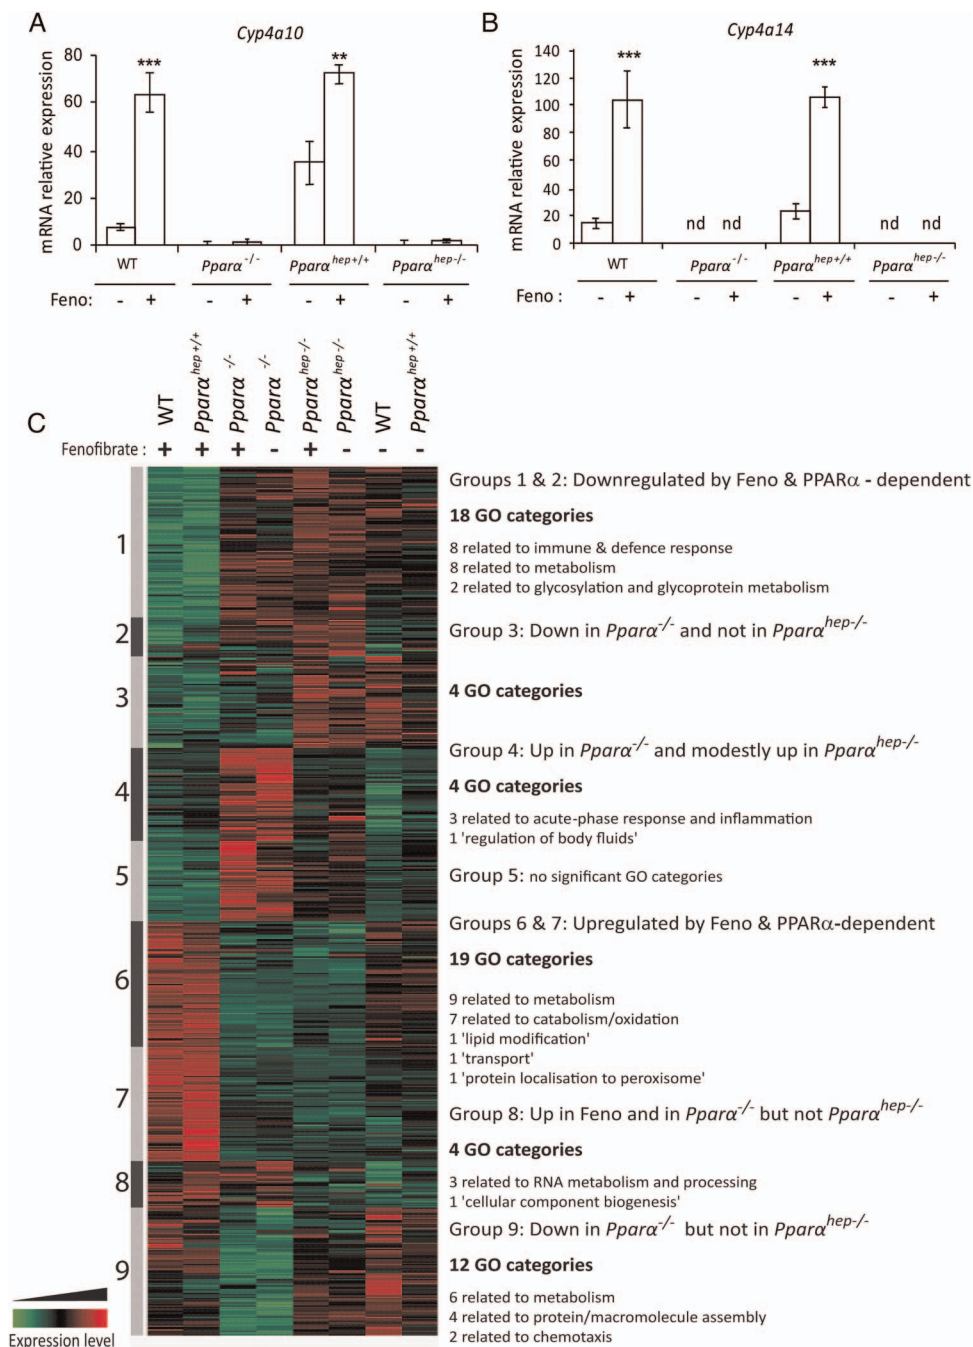 A
Cyp4a10
mRNA relative expression
80
60
40
20
0
***
**
WT
Pparα-/-
Pparαhep+/+
Pparαhep-/-
Feno:
- + - + - + - +
B
Cyp4a14
mRNA relative expression
140
120
100
80
60
40
20
0
***
***
nd nd
nd nd
WT
Pparα-/-
Pparαhep+/+
Pparαhep-/-
Feno :
- + - + - + - +
C
WT
Pparαhep+/+
Pparα-/-
Pparα-/-
Pparαhep-/-
Pparαhep-/-
WT
Pparαhep+/+
Fenofibrate : + + + - + - - -
1
2
3
4
5
6
7
8
9
Groups 1 & 2: Downregulated by Feno & PPARα - dependent
18 GO categories
8 related to immune & defence response
8 related to metabolism
2 related to glycosylation and glycoprotein metabolism
Group 3: Down in Pparα-/- and not in Pparαhep-/-
4 GO categories
Group 4: Up in Pparα-/- and modestly up in Pparαhep-/-
4 GO categories
3 related to acute-phase response and inflammation
1 'regulation of body fluids'
Group 5: no significant GO categories
Groups 6 & 7: Upregulated by Feno & PPARα-dependent
19 GO categories
9 related to metabolism
7 related to catabolism/oxidation
1 'lipid modification'
1 'transport'
1 'protein localisation to peroxisome'
Group 8: Up in Feno and in Pparα-/- but not Pparαhep-/-
4 GO categories
3 related to RNA metabolism and processing
1 'cellular component biogenesis'
Group 9: Down in Pparα-/- but not in Pparαhep-/-
12 GO categories
6 related to metabolism
4 related to protein/macromolecule assembly
2 related to chemotaxis
Expression level